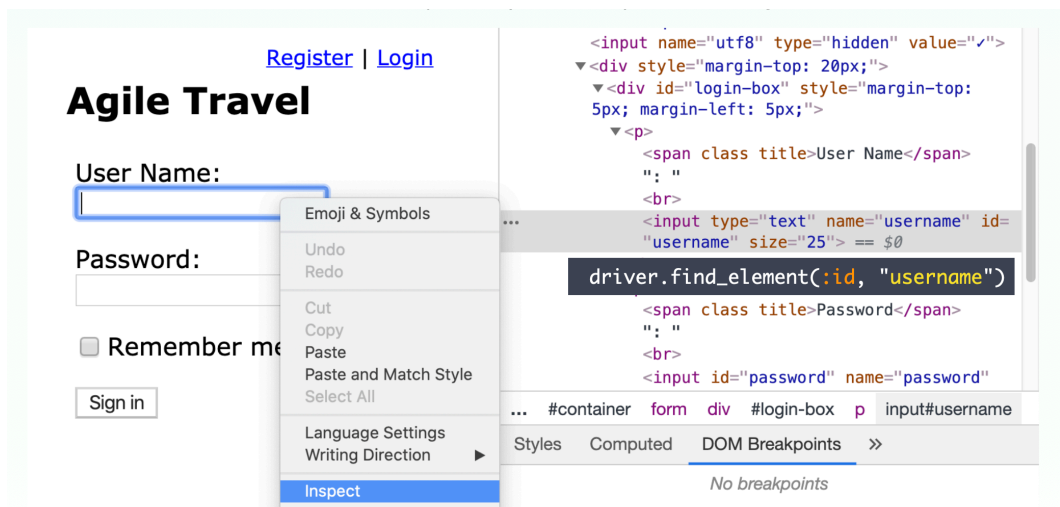 Register | Login
Agile Travel
User Name:
Password:
Remember me
Sign in
Emoji & Symbols
Undo
Redo
Cut
Copy
Paste
Paste and Match Style
Select All
Language Settings
Writing Direction ▶
Inspect
<input name="utf8" type="hidden" value="✓">
▼<div style="margin-top: 20px;">
▼<div id="login-box" style="margin-top:
5px; margin-left: 5px;">
▼<p>
<span class title>User Name</span>
": "
<br>
... <input type="text" name="username" id=
"username" size="25"> == $0
driver.find_element(:id, "username")
<span class title>Password</span>
": "
<br>
<input id="password" name="password"
... #container form div #login-box p input#username
Styles Computed DOM Breakpoints »
No breakpoints